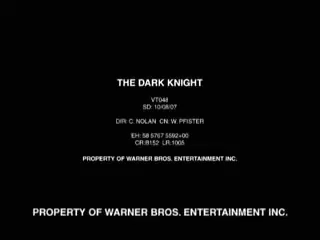 THE DARK KNIGHT
VT048
SD: 10/08/07
DIR: C. NOLAN CN: W. PFISTER
EH: 58 5767 5592+00
CR:B152 LR:1005
PROPERTY OF WARNER BROS. ENTERTAINMENT INC.
PROPERTY OF WARNER BROS. ENTERTAINMENT INC.